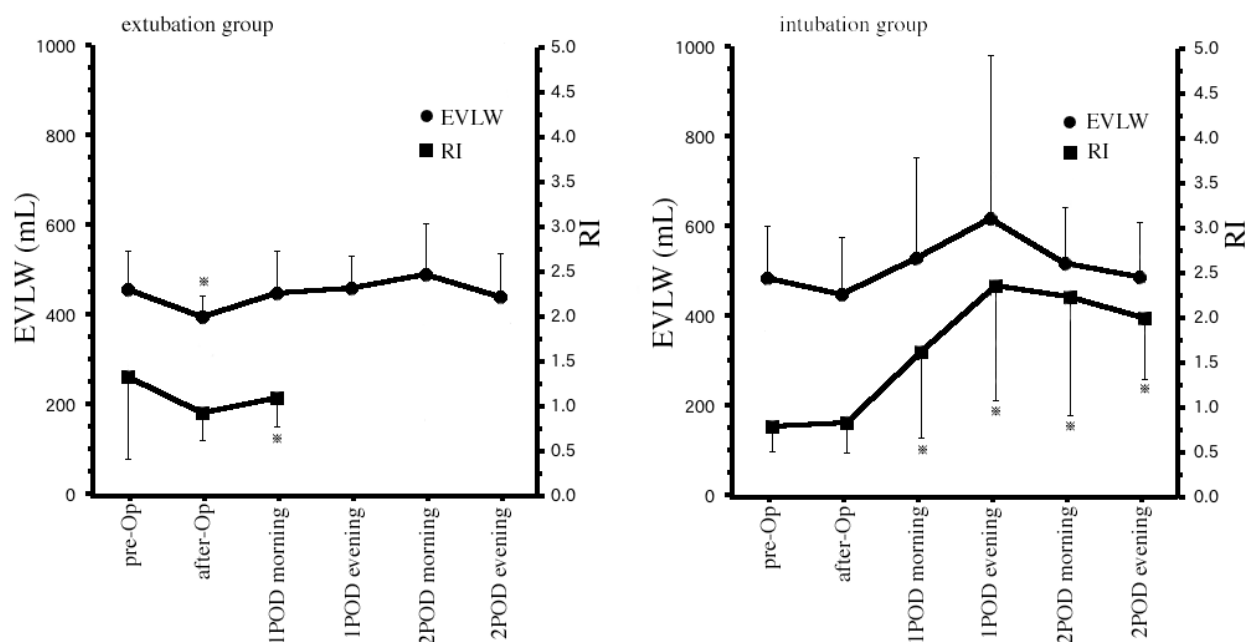 extubation group
1000
800
600
400
200
0
EVLW (mL)
5.0
4.5
4.0
3.5
3.0
2.5
2.0
1.5
1.0
0.5
0.0
RI
EVLW
RI
※
※
pre-Op
after-Op
1POD morning
1POD evening
2POD morning
2POD evening
intubation group
1000
800
600
400
200
0
EVLW (mL)
5.0
4.5
4.0
3.5
3.0
2.5
2.0
1.5
1.0
0.5
0.0
RI
EVLW
RI
※
※
※
※
pre-Op
after-Op
1POD morning
1POD evening
2POD morning
2POD evening